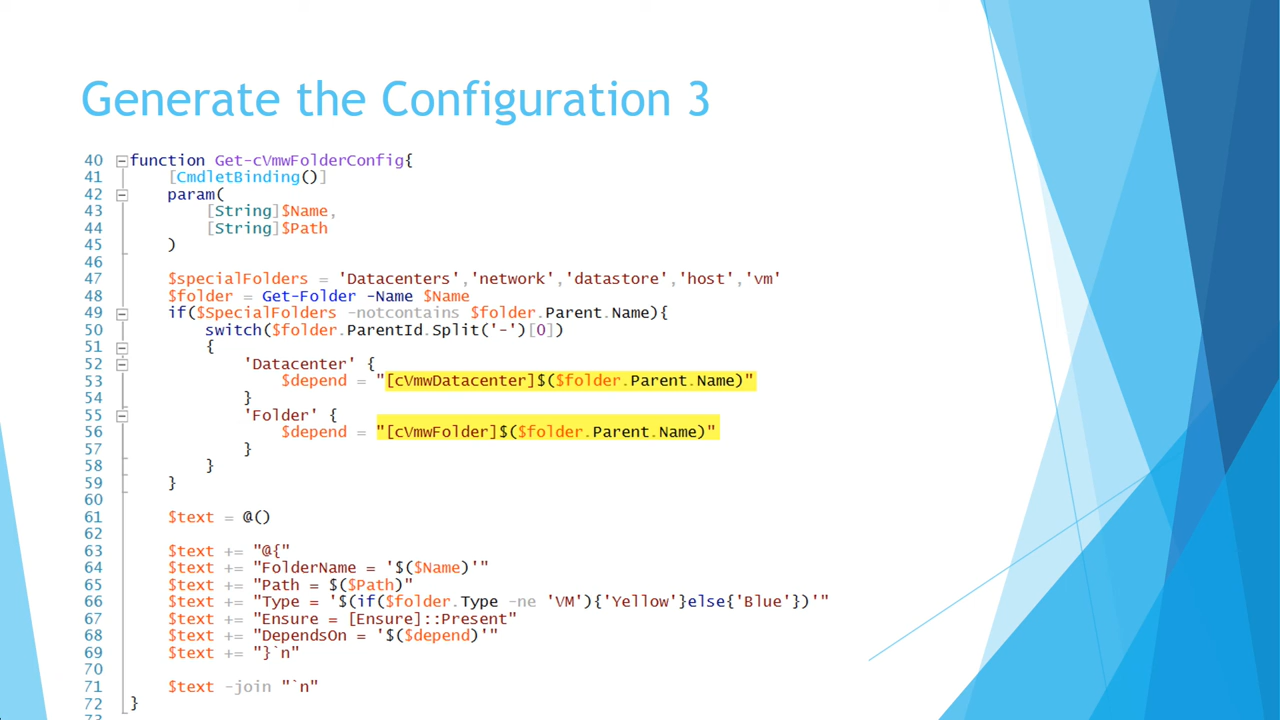 Generate the Configuration 3
40 function Get-cVmwFolderConfig{
41 [CmdletBinding()]
42 param(
43 [String]$Name,
44 [String]$Path
45 )
46
47 $specialFolders = 'Datacenters','network','datastore','host','vm'
48 $folder = Get-Folder -Name $Name
49 if($SpecialFolders -notcontains $folder.Parent.Name){
50 switch($folder.ParentId.Split('-')[0])
51 {
52 'Datacenter' {
53 $depend = "[cVmwDatacenter]$($folder.Parent.Name)"
54 }
55 'Folder' {
56 $depend = "[cVmwFolder]$($folder.Parent.Name)"
57 }
58 }
59 }
60
61 $text = @()
62
63 $text += "@{"
64 $text += "FolderName = '$($Name)'"
65 $text += "Path = $($Path)"
66 $text += "Type = '$(if($folder.Type -ne 'VM'){'Yellow'}else{'Blue'})'"
67 $text += "Ensure = [Ensure]::Present"
68 $text += "DependsOn = '$($depend)'"
69 $text += "}`n"
70
71 $text -join "`n"
72 }
73